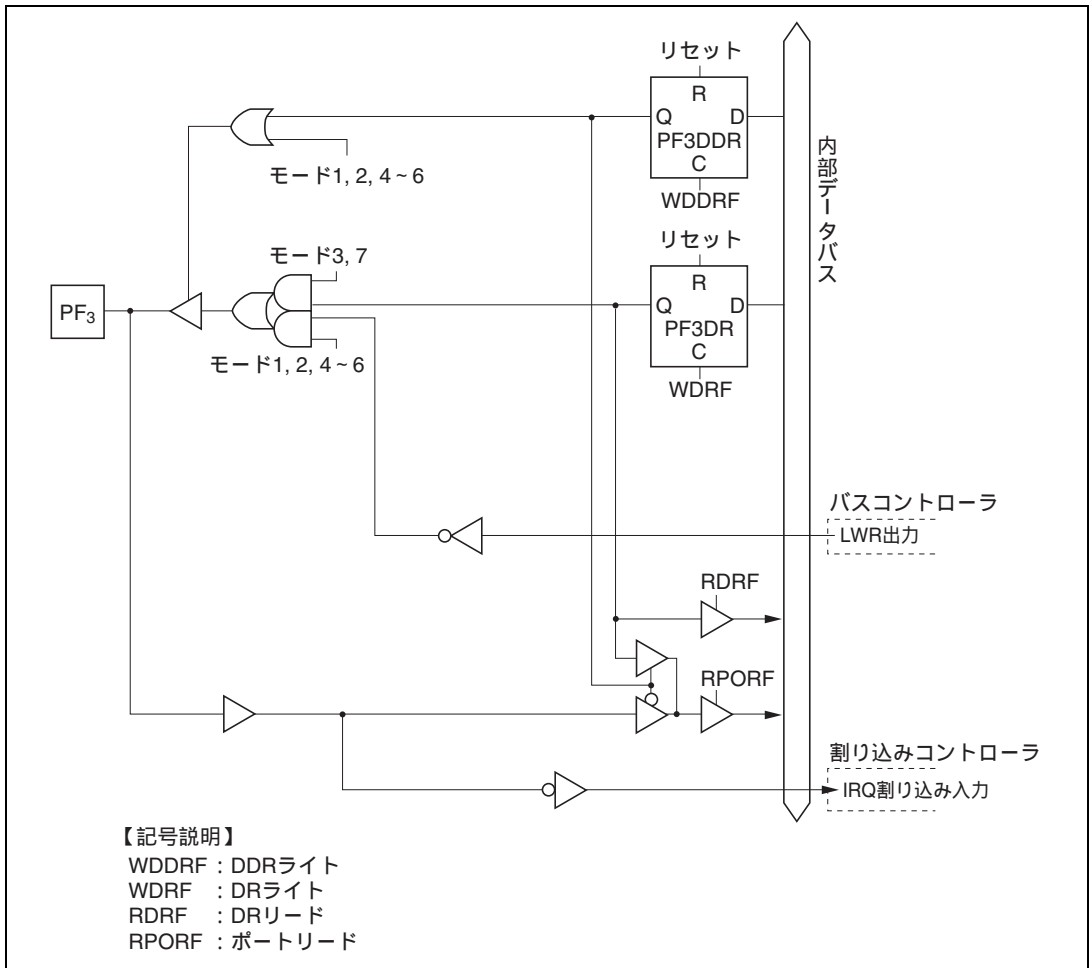 リセット
R
Q D
PF3DDR
C
WDDRF
モード1, 2, 4~6
内部データバス
リセット
R
Q D
PF3DR
C
WDRF
モード3, 7
PF3
モード1, 2, 4~6
バスコントローラ
LWR出力
RDRF
RPORF
割り込みコントローラ
IRQ割り込み入力
【記号説明】
WDDRF : DDRライト
WDRF : DRライト
RDRF : DRリード
RPORF : ポートリード